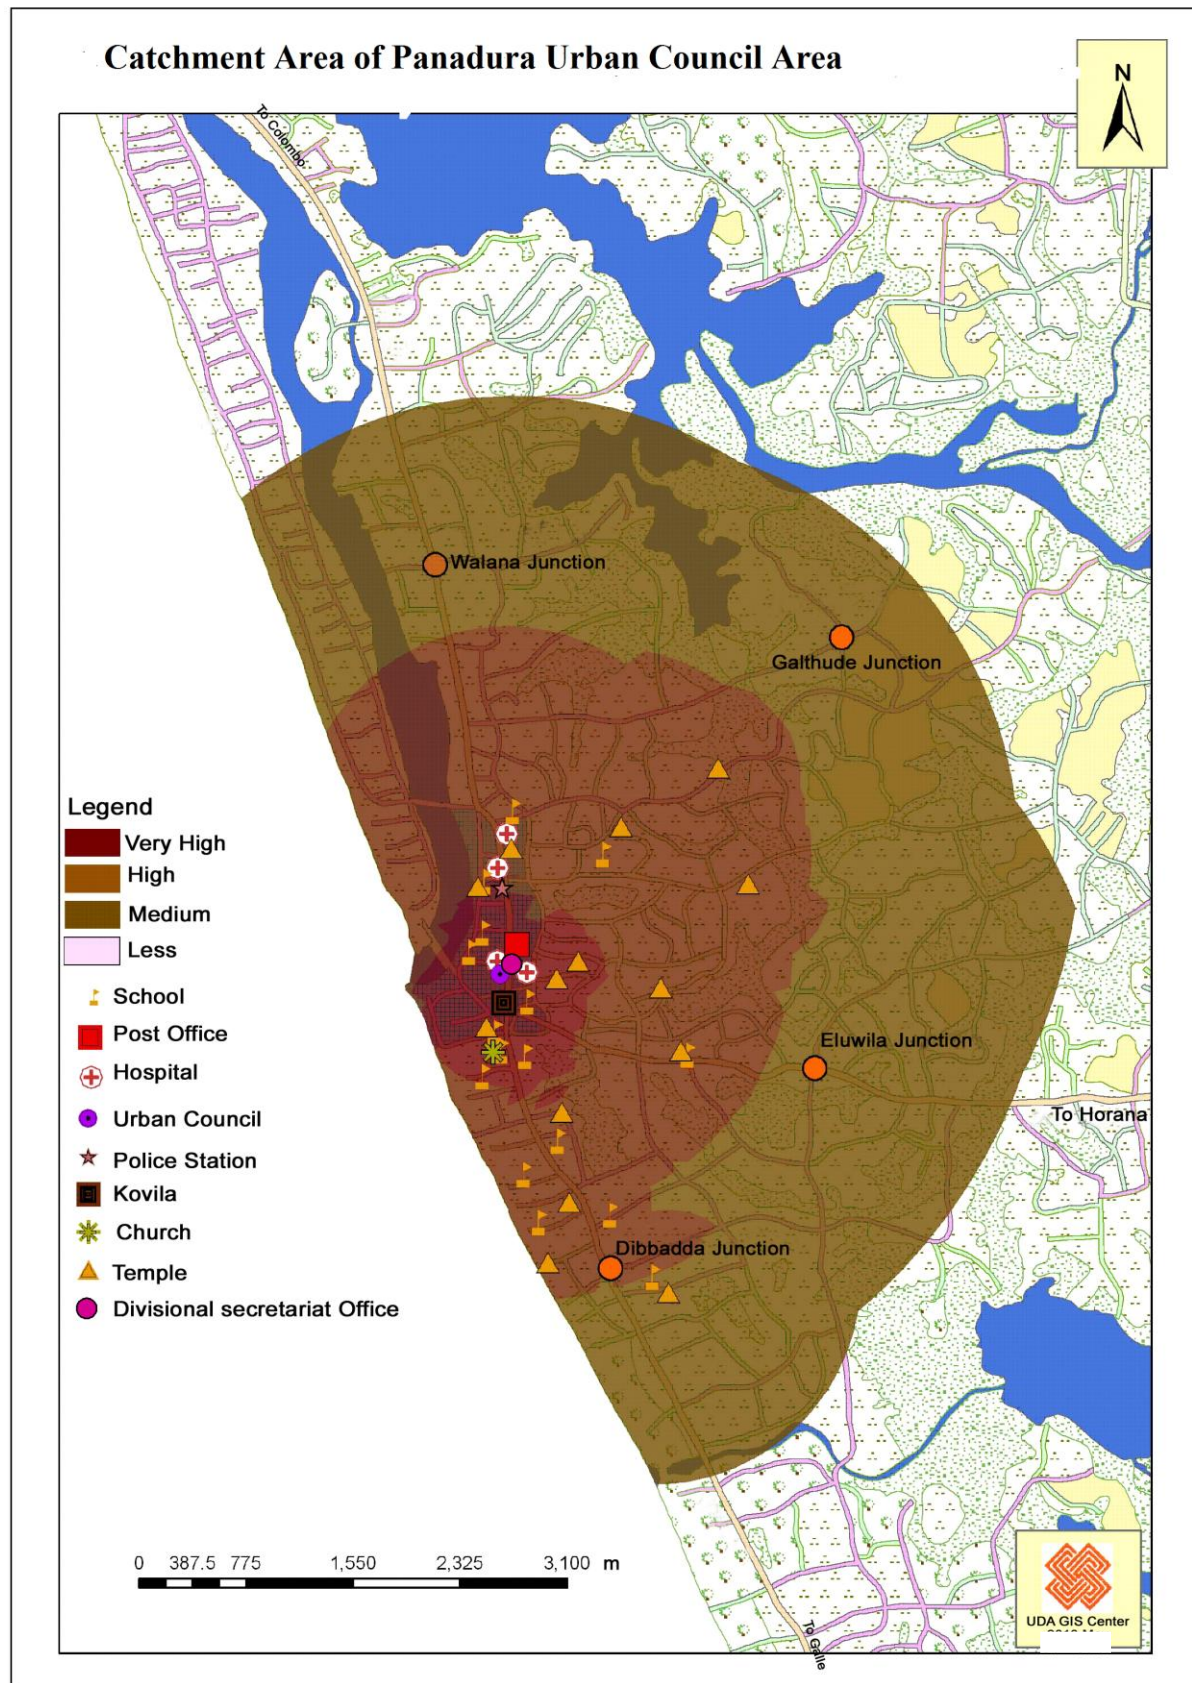 Catchment Area of Panadura Urban Council Area
N
To Colombo
Walana Junction
Galthude Junction
Legend
Very High
High
Medium
Less
School
Post Office
Hospital
Urban Council
Police Station
Kovila
Church
Temple
Divisional secretariat Office
Eluwila Junction
To Horana
Dibbadda Junction
0 387.5 775 1,550 2,325 3,100 m
UDA GIS Center
To Galle